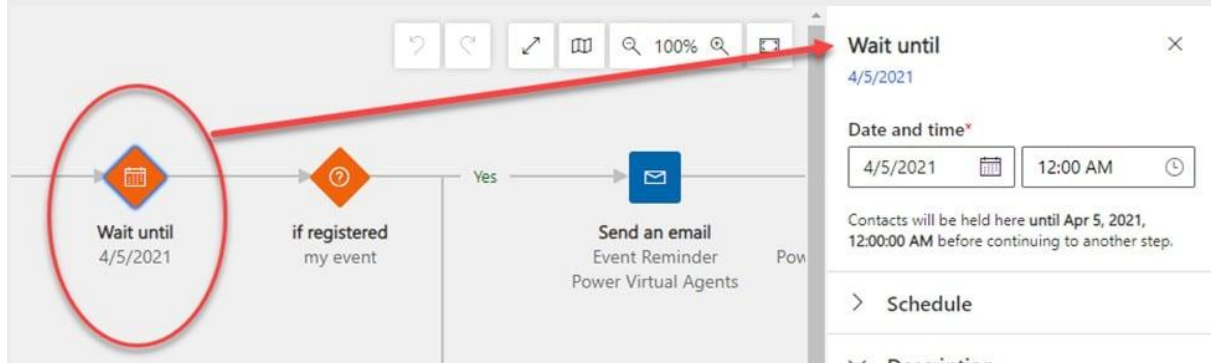 100%
Wait until
4/5/2021
Date and time*
4/5/2021
12:00 AM
Contacts will be held here until Apr 5, 2021,
12:00:00 AM before continuing to another step.
Schedule
Description
Yes
Wait until
4/5/2021
if registered
my event
Send an email
Event Reminder
Power Virtual Agents
Pow